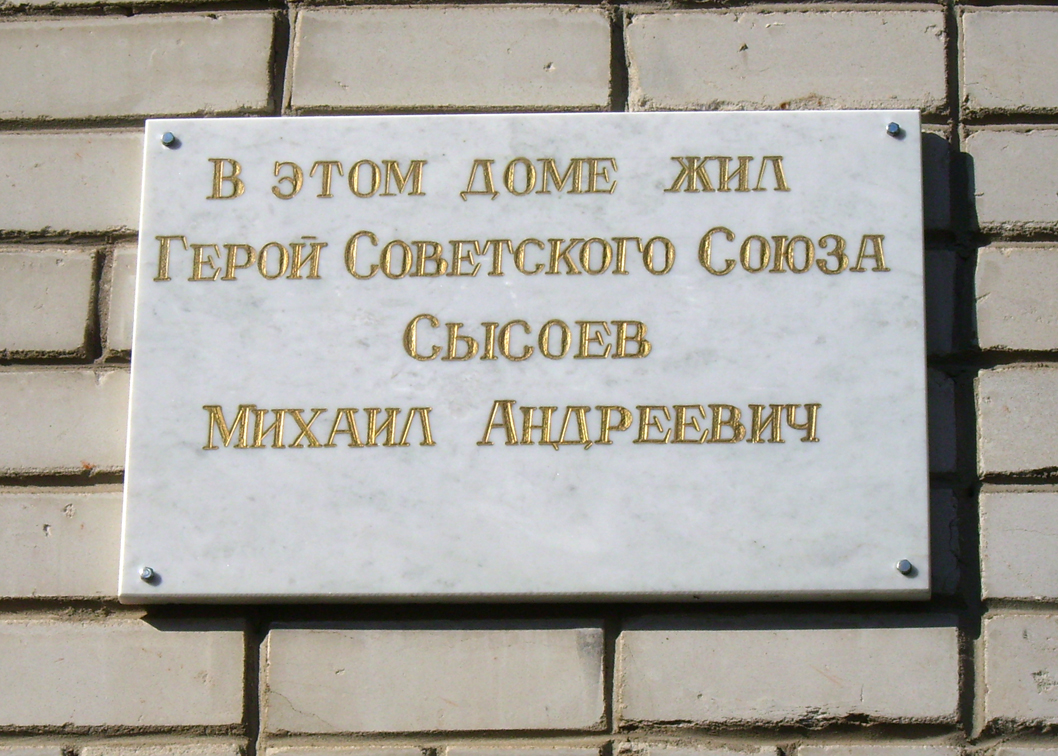 В этом доме жил
Герой Советского Союза
Сысоев
Михаил Андреевич